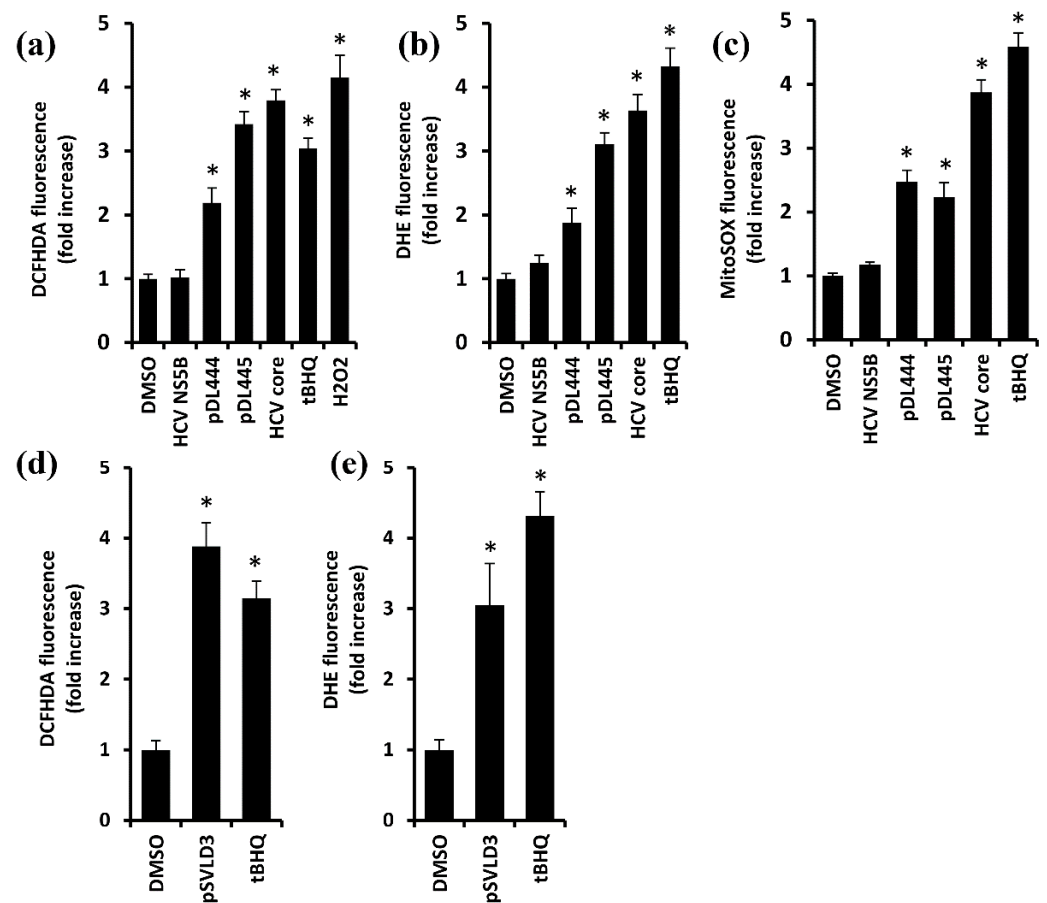 (a)
DCFHDA fluorescence
(fold increase)
5
4
3
2
1
0
*
*
*
*
*
DMSO
HCV NS5B
pDL444
pDL445
HCV core
tBHQ
H2O2
(b)
DHE fluorescence
(fold increase)
5
4
3
2
1
0
*
*
*
*
DMSO
HCV NS5B
pDL444
pDL445
HCV core
tBHQ
(c)
MitoSOX fluorescence
(fold increase)
5
4
3
2
1
0
*
*
*
*
DMSO
HCV NS5B
pDL444
pDL445
HCV core
tBHQ
(d)
DCFHDA fluorescence
(fold increase)
5
4
3
2
1
0
*
*
DMSO
pSVLD3
tBHQ
(e)
DHE fluorescence
(fold increase)
5
4
3
2
1
0
*
*
DMSO
pSVLD3
tBHQ